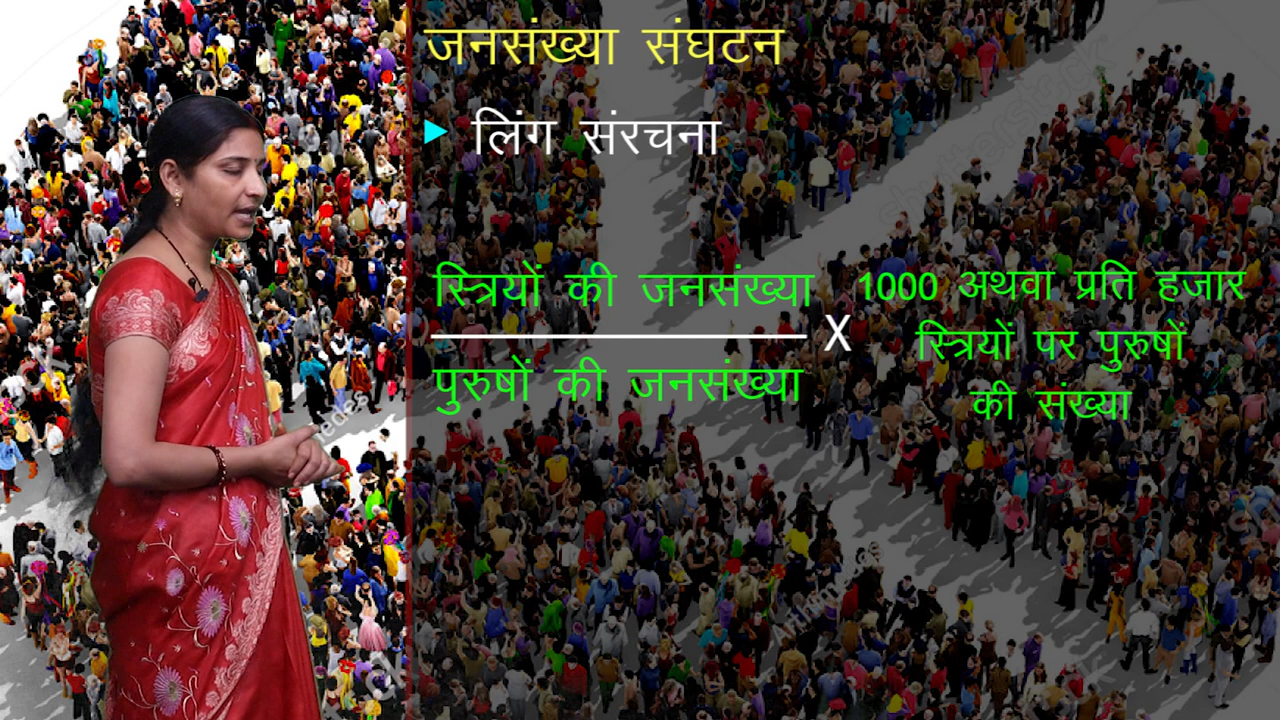 जनसंख्या संघटन
लिंग संरचना
स्त्रियों की जनसंख्या
पुरुषों की जनसंख्या
X
1000 अथवा प्रति हजार
स्त्रियों पर पुरुषों
की संख्या